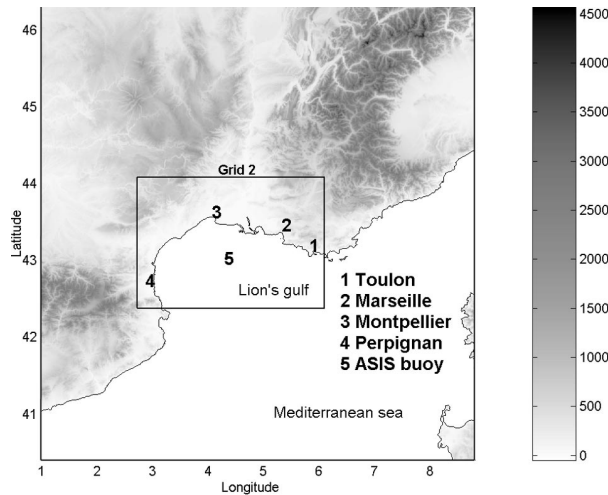 46
45
44
43
42
41
Latitude
Grid 2
3
2
1
5
4
Lion's gulf
1 Toulon
2 Marseille
3 Montpellier
4 Perpignan
5 ASIS buoy
Mediterranean sea
1 2 3 4 5 6 7 8
Longitude
4500
4000
3500
3000
2500
2000
1500
1000
500
0